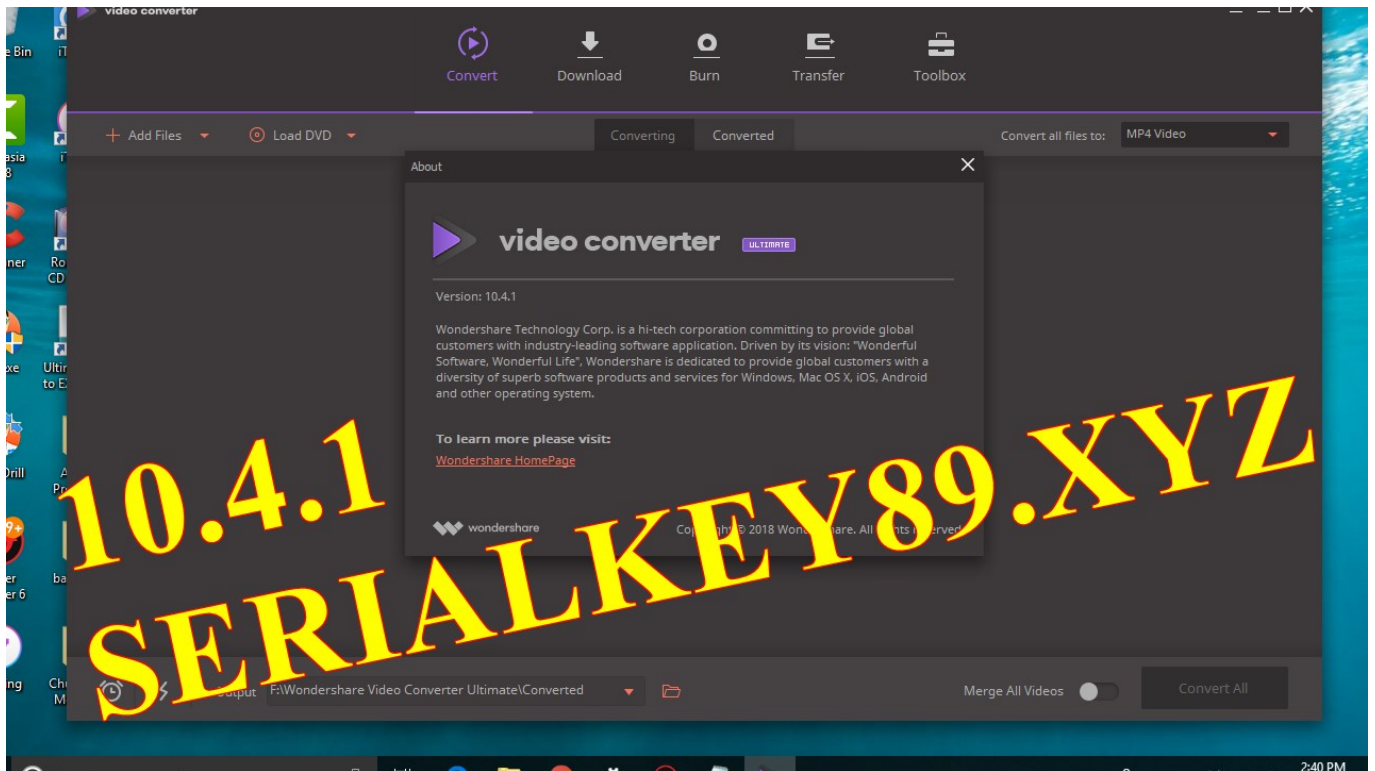 video converter
Convert
Download
Burn
Transfer
Toolbox
Add Files
Load DVD
Converting
Converted
Convert all files to:
MP4 Video
About
video converter ULTIMATE
Version: 10.4.1
Wondershare Technology Corp. is a hi-tech corporation committing to provide global
customers with industry-leading software application. Driven by its vision: "Wonderful
Software, Wonderful Life", Wondershare is dedicated to provide global customers with a
diversity of superb software products and services for Windows, Mac OS X, iOS, Android
and other operating system.
To learn more please visit:
Wondershare HomePage
wondershare
2018
All
10.4.1
SERIALKEY89.XYZ
F:\Wondershare Video Converter Ultimate\Converted
Merge All Videos
Convert All
Bin
CD
2:40 PM